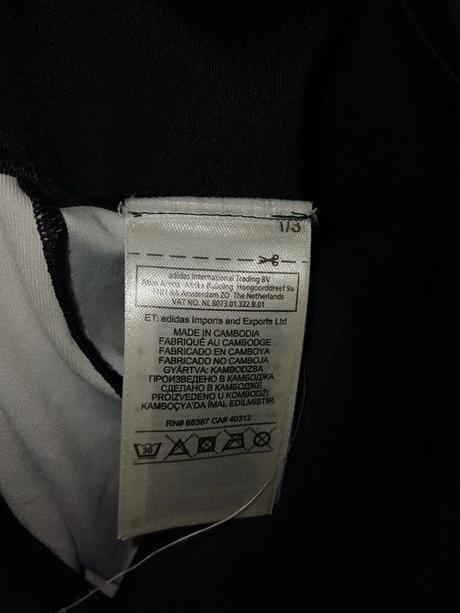 1/3
adidas International Trading BV
Atlas Arena -Afrika Building Hoogoorddreef 9a
1101 BA Amsterdam ZO The Netherlands
VAT NO. NL 8073.01.322.B.01
ET: adidas Imports and Exports Ltd
MADE IN CAMBODIA
FABRIQUÉ AU CAMBODGE
FABRICADO EN CAMBOYA
FABRICADO NO CAMBOJA
GYÁRTVA: KAMBODZSA
ПРОИЗВЕДЕНО В КАМБОДЖА
СДЕЛАНО В КАМБОДЖЕ
PROIZVEDENO U KOMBODŽI
KAMBOÇYA'DA İMAL EDİLMİŞTİR.
RN# 88387 CA# 40312
30